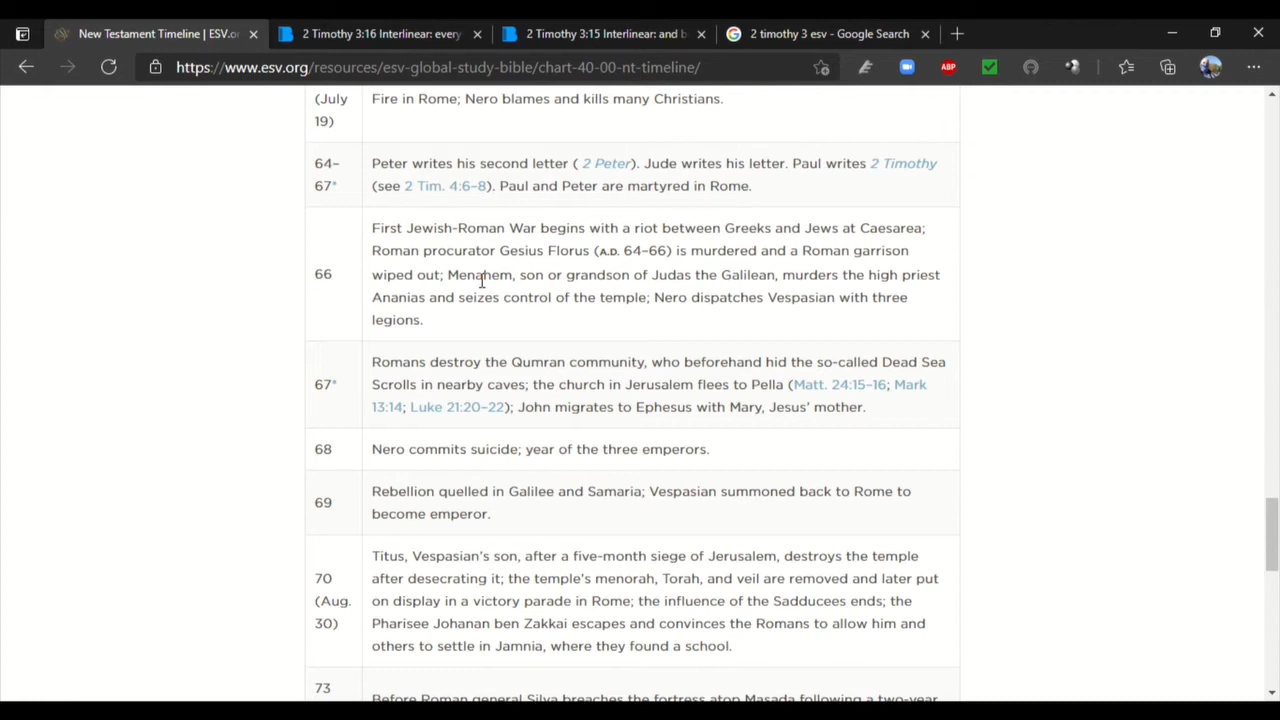 New Testament Timeline | ESV.or
2 Timothy 3:16 Interlinear: every
2 Timothy 3:15 Interlinear: and b
2 timothy 3 esv - Google Search
https://www.esv.org/resources/esv-global-study-bible/chart-40-00-nt-timeline/
ABP
(July
19)
Fire in Rome; Nero blames and kills many Christians.
64–
67*
Peter writes his second letter ( 2 Peter). Jude writes his letter. Paul writes 2 Timothy
(see 2 Tim. 4:6–8). Paul and Peter are martyred in Rome.
66
First Jewish-Roman War begins with a riot between Greeks and Jews at Caesarea;
Roman procurator Gesius Florus (A.D. 64–66) is murdered and a Roman garrison
wiped out; Menahem, son or grandson of Judas the Galilean, murders the high priest
Ananias and seizes control of the temple; Nero dispatches Vespasian with three
legions.
67*
Romans destroy the Qumran community, who beforehand hid the so-called Dead Sea
Scrolls in nearby caves; the church in Jerusalem flees to Pella (Matt. 24:15–16; Mark
13:14; Luke 21:20–22); John migrates to Ephesus with Mary, Jesus’ mother.
68
Nero commits suicide; year of the three emperors.
69
Rebellion quelled in Galilee and Samaria; Vespasian summoned back to Rome to
become emperor.
70
(Aug.
30)
Titus, Vespasian’s son, after a five-month siege of Jerusalem, destroys the temple
after desecrating it; the temple’s menorah, Torah, and veil are removed and later put
on display in a victory parade in Rome; the influence of the Sadducees ends; the
Pharisee Johanan ben Zakkai escapes and convinces the Romans to allow him and
others to settle in Jamnia, where they found a school.
73
Before Roman general Silva breaches the fortress atop Masada following a two-year